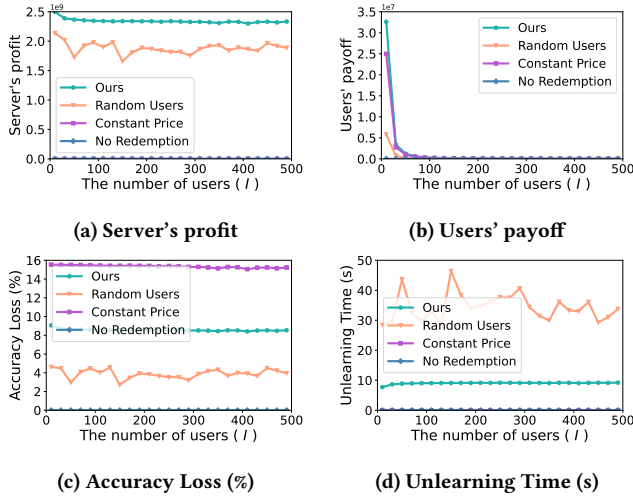 1e9
2.5
2.0
1.5
1.0
0.5
0.0
Server's profit
Ours
Random Users
Constant Price
No Redemption
0 100 200 300 400 500
The number of users ( I )
(a) Server's profit
1e7
3.5
3.0
2.5
2.0
1.5
1.0
0.5
0.0
Users' payoff
Ours
Random Users
Constant Price
No Redemption
0 100 200 300 400 500
The number of users ( I )
(b) Users' payoff
16
14
12
10
8
6
4
2
0
Accuracy Loss (%)
Ours
Random Users
Constant Price
No Redemption
0 100 200 300 400 500
The number of users ( I )
(c) Accuracy Loss (%)
50
40
30
20
10
0
Unlearning Time (s)
Ours
Random Users
Constant Price
No Redemption
0 100 200 300 400 500
The number of users ( I )
(d) Unlearning Time (s)